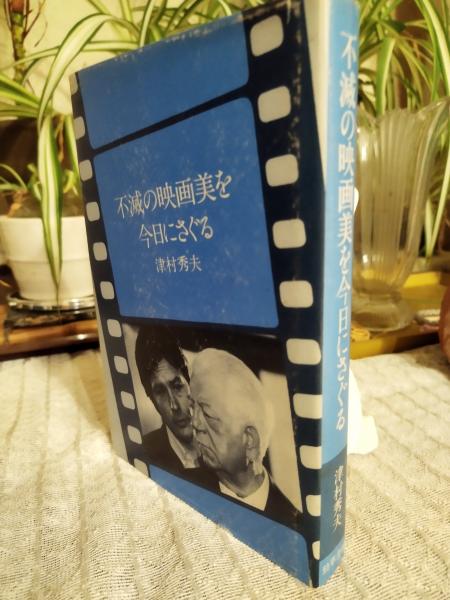 不滅の映画美を
今日にさぐる
津村秀夫
不滅の映画美を今日にさぐる
津村秀夫